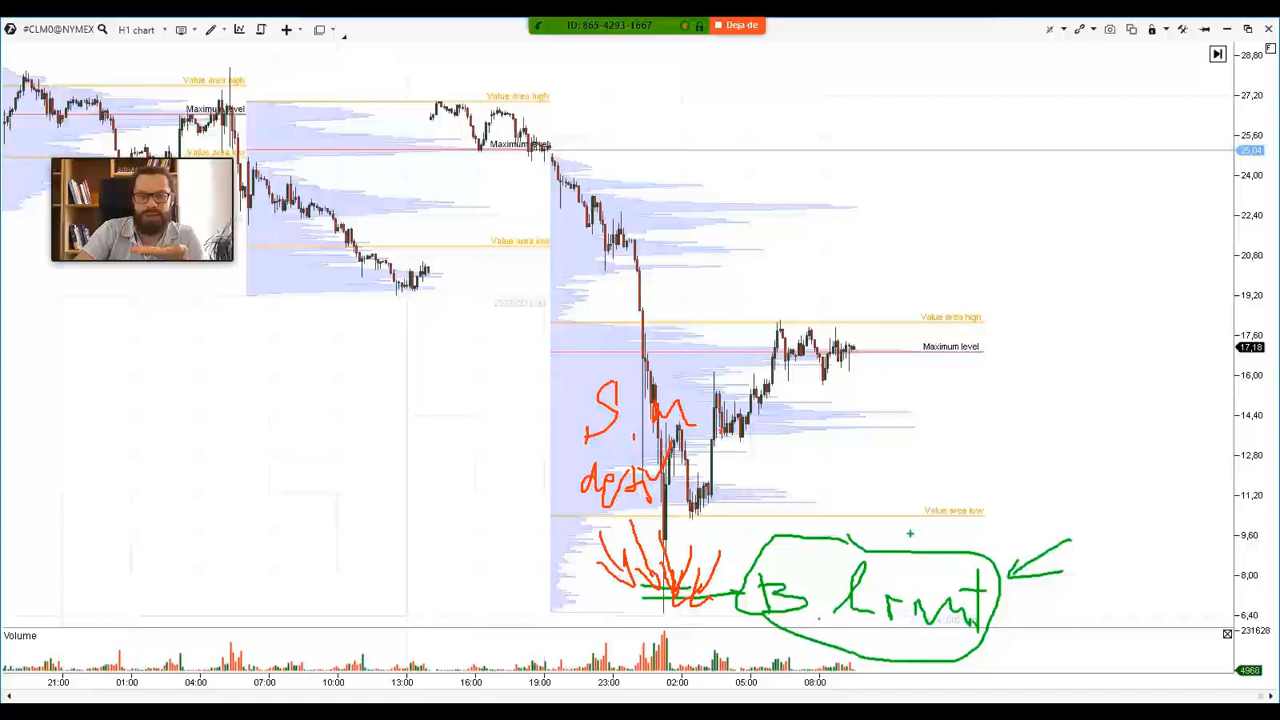 #CLM0@NYMEX H1 chart
ID: 865-4293-1667 Deja de
28,80
Value area high
27,20
Value area high
Maximum level
25,60
Maximum level
25,04
Value area low
24,00
22,40
Value area low
20,80
19,20
Value area high
17,60
Maximum level
17,18
16,00
S.M
14,40
12,80
11,20
Value area low
9,60
8,00
B limit
6,40
Volume
231628
4968
21:00 01:00 04:00 07:00 10:00 13:00 16:00 19:00 23:00 02:00 05:00 08:00